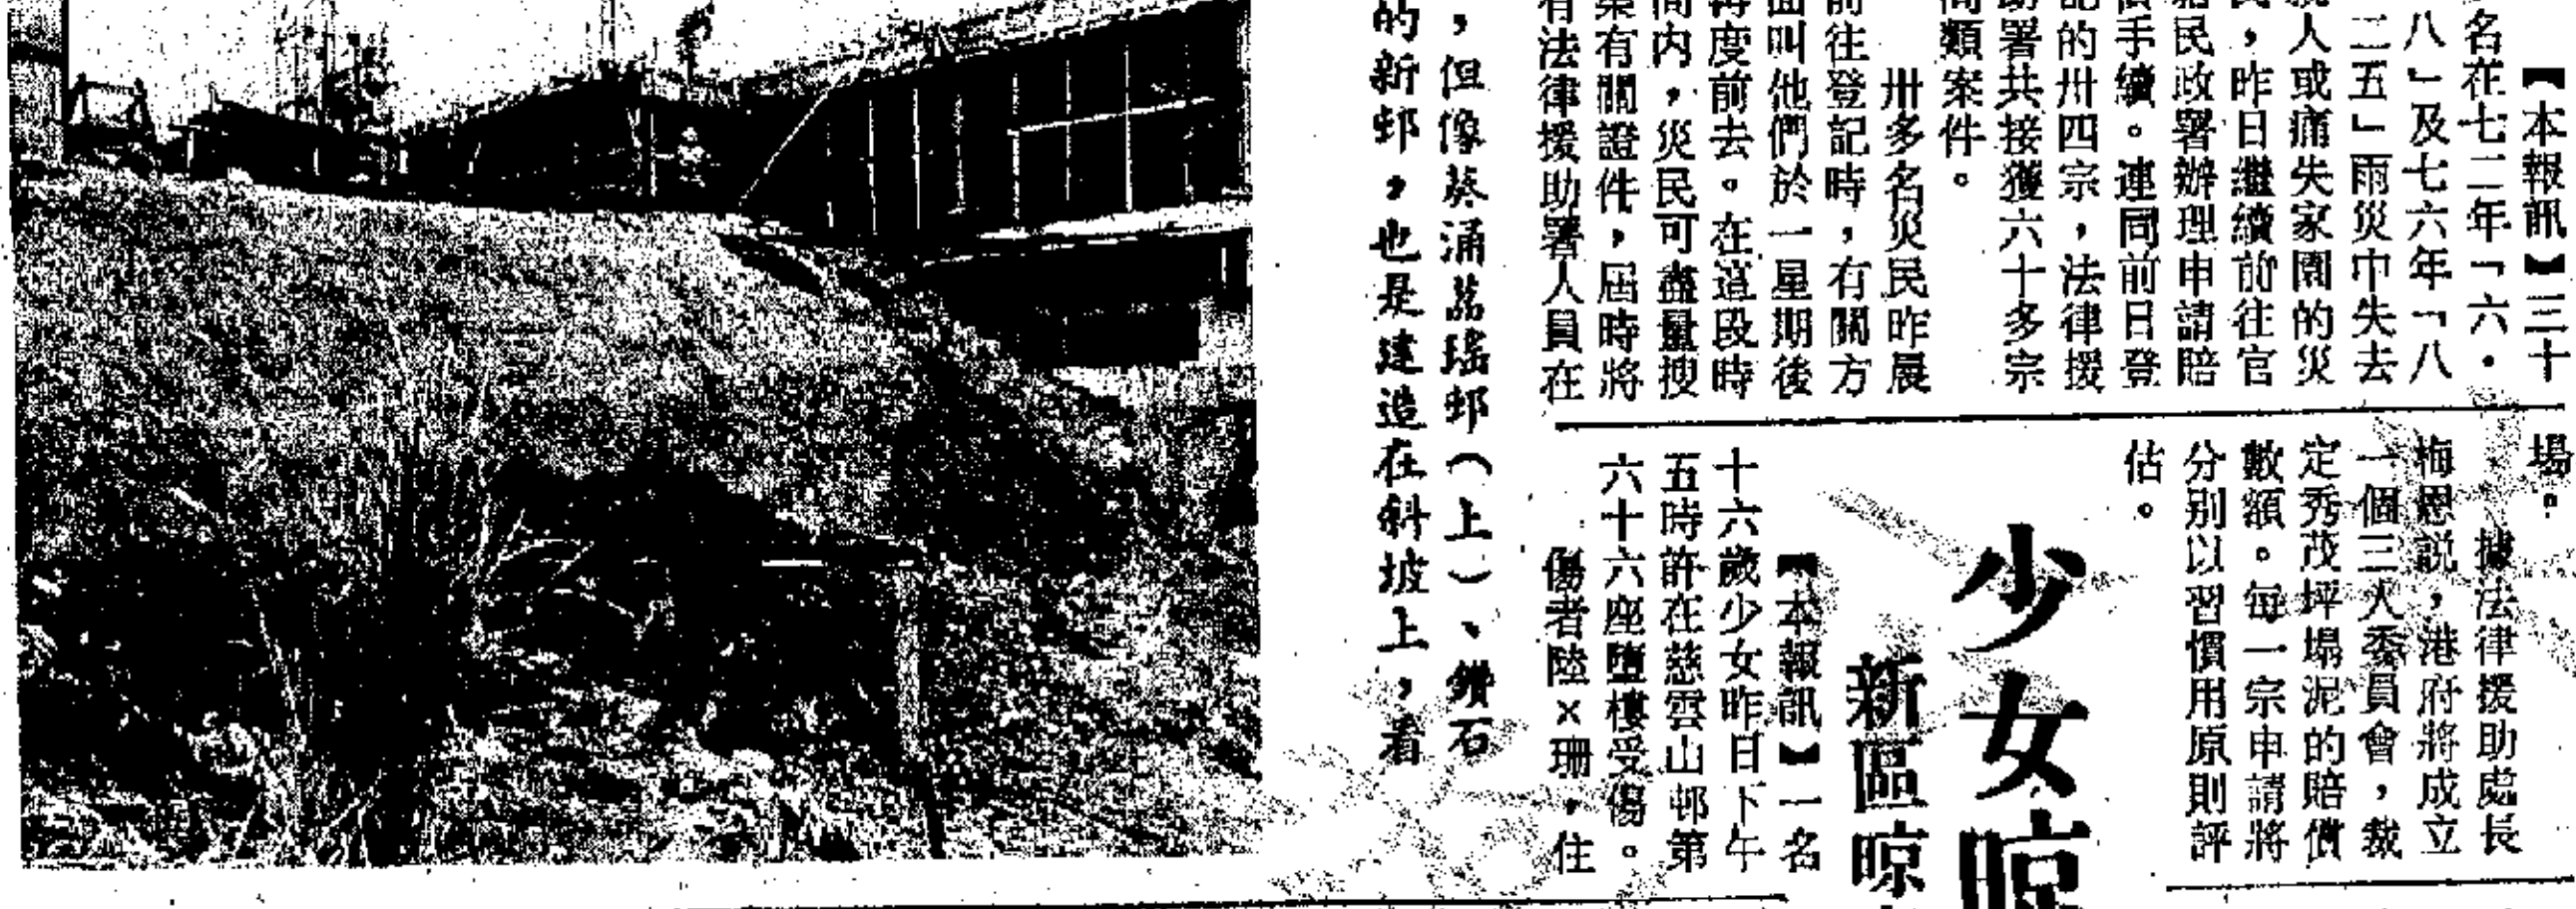 【本報訊】三十
名在七二年「六・
八」及七六年「八
二五」雨災中失去
人或痛失家園的災
，昨日繼續前往官
民政署辦理申請賠
手續。連同前日登
的卅四宗，法律援
署共接獲六十多宗
類案件。
卅多名災民昨晨
前往登記時，有關方
面叫他們於一星期後
再度前去。在這段時
間內，災民可盡量搜
集有關證件，屆時將
有法律援助署人員在
場。
據法律援助處長
梅恩説，港府將成立
一個三人委員會，裁
定秀茂坪塌泥的賠償
數額。每一宗申請將
分別以習慣用原則評
估。
少女晾
新區晾
【本報訊】一名
十六歲少女昨日下午
五時許在慈雲山邨第
六十六座墮樓受傷。
傷者陸×珊，住
，但像葵涌荔瑤邨（上）、鑽石
的新邨，也是建造在斜坡上，看